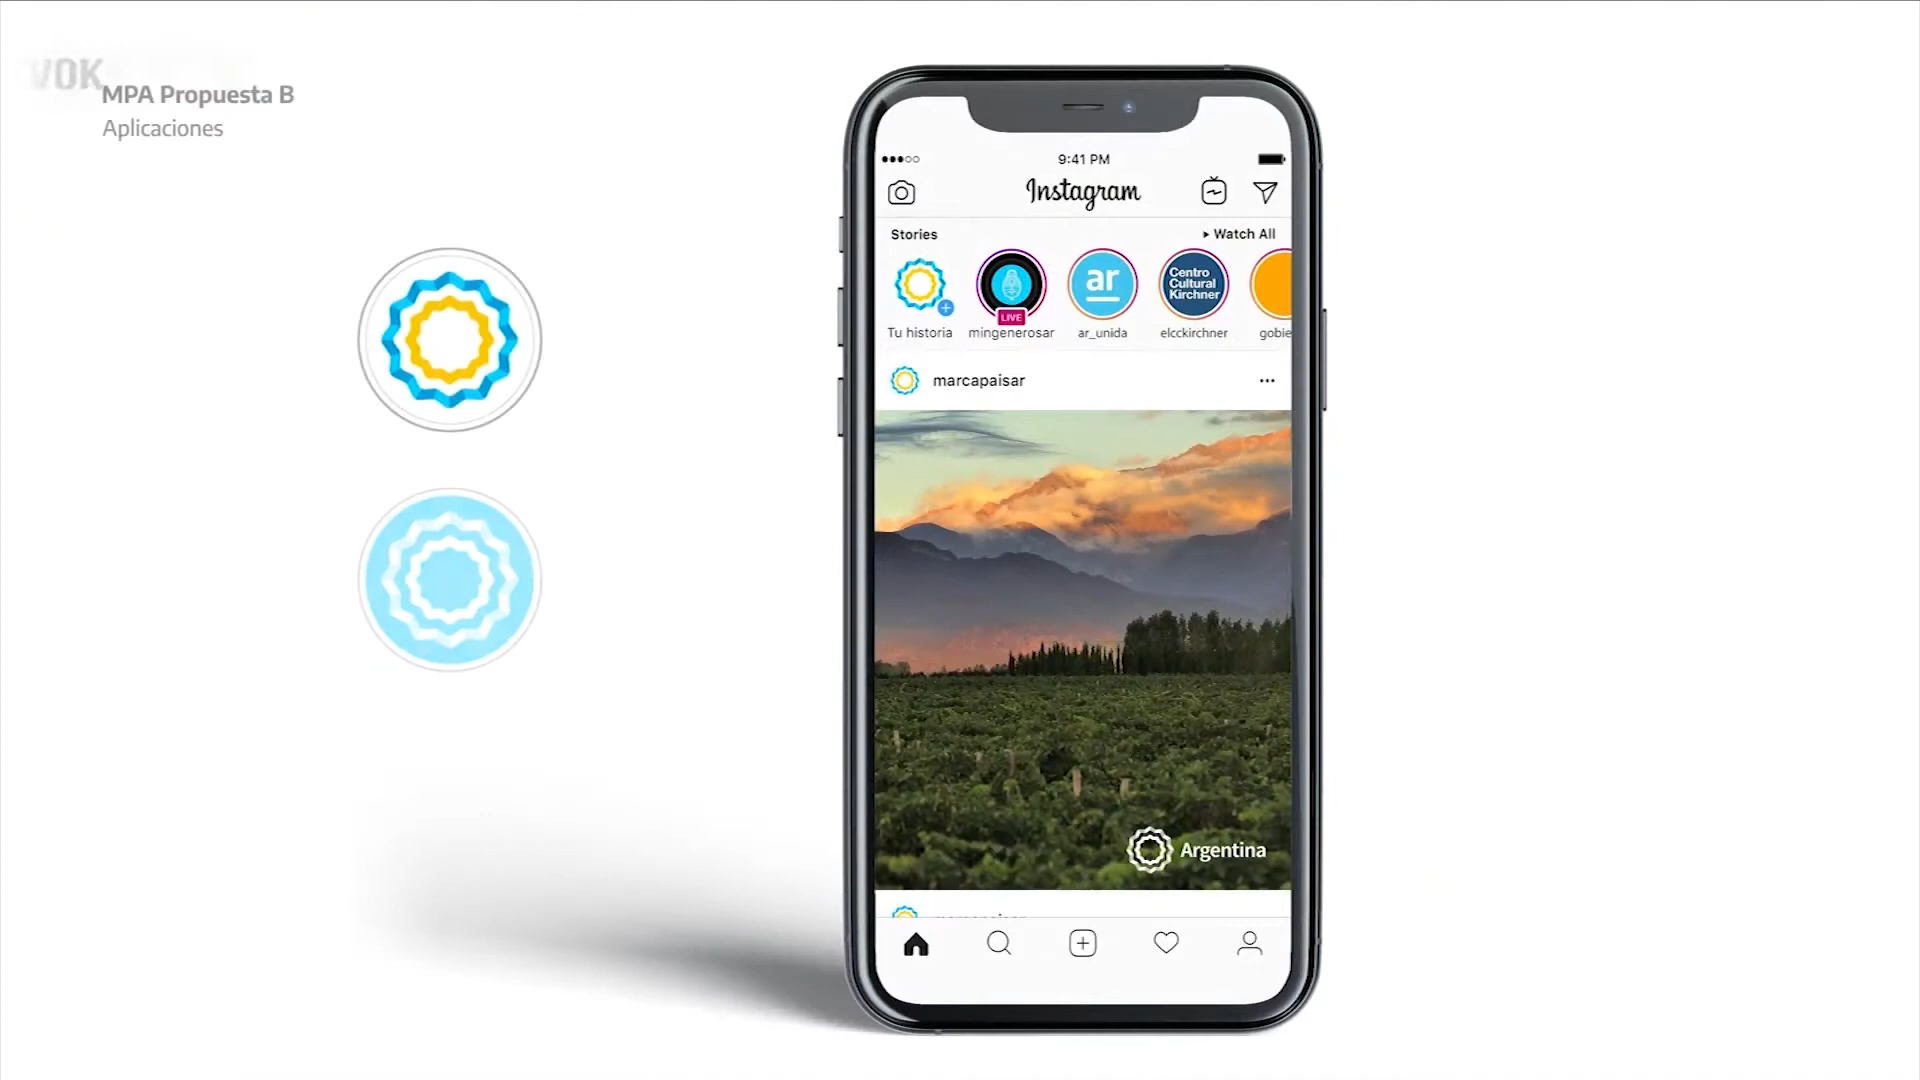 VOK
MPA Propuesta B
Aplicaciones
9:41 PM
Instagram
Stories
Watch All
ar
Centro
Cultural
Kirchner
LIVE
Tu historia
mingenerosar
ar_unida
elcckirchner
gobie
marcapaisar
Argentina